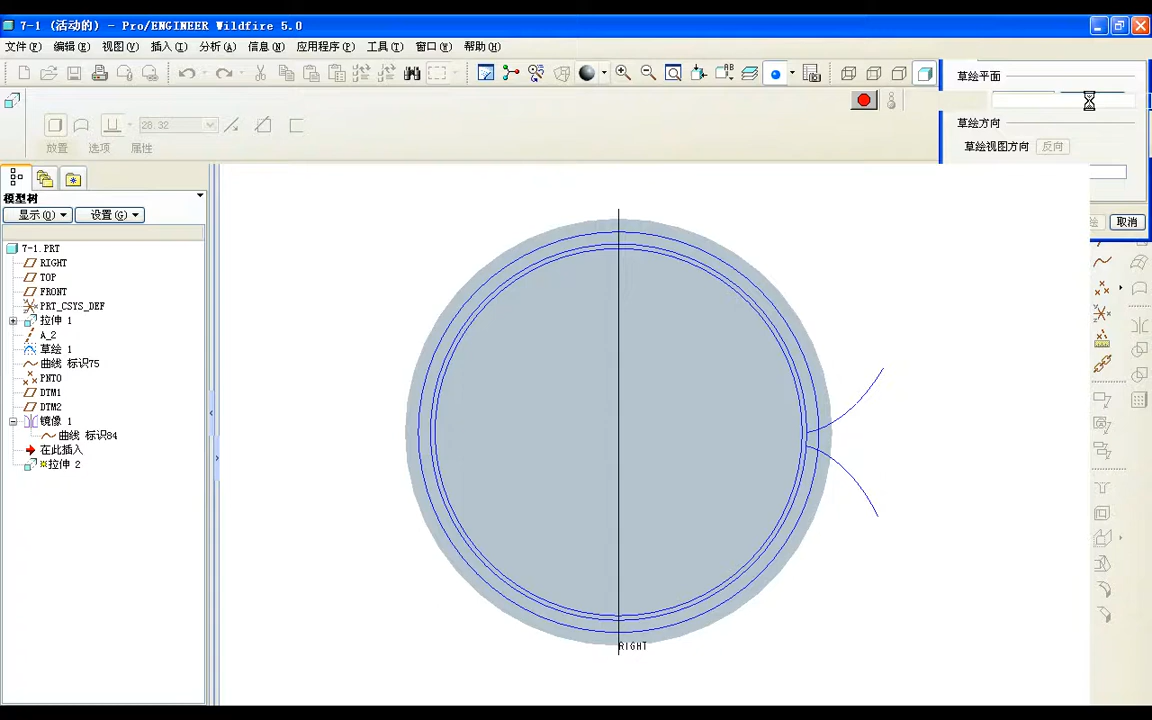 7-1 (活动的) - Pro/ENGINEER Wildfire 5.0
文件(F) 编辑(E) 视图(V) 插入(I) 分析(A) 信息(N) 应用程序(P) 工具(T) 窗口(W) 帮助(H)
草绘平面
28.32
草绘方向
放置 选项 属性
草绘视图方向 反向
模型树
显示(O) 设置(G)
取消
7-1.PRT
RIGHT
TOP
FRONT
PRT_CSYS_DEF
拉伸 1
A_2
草绘 1
曲线 标识75
PNT0
DTM1
DTM2
镜像 1
曲线 标识84
在此插入
拉伸 2
RIGHT